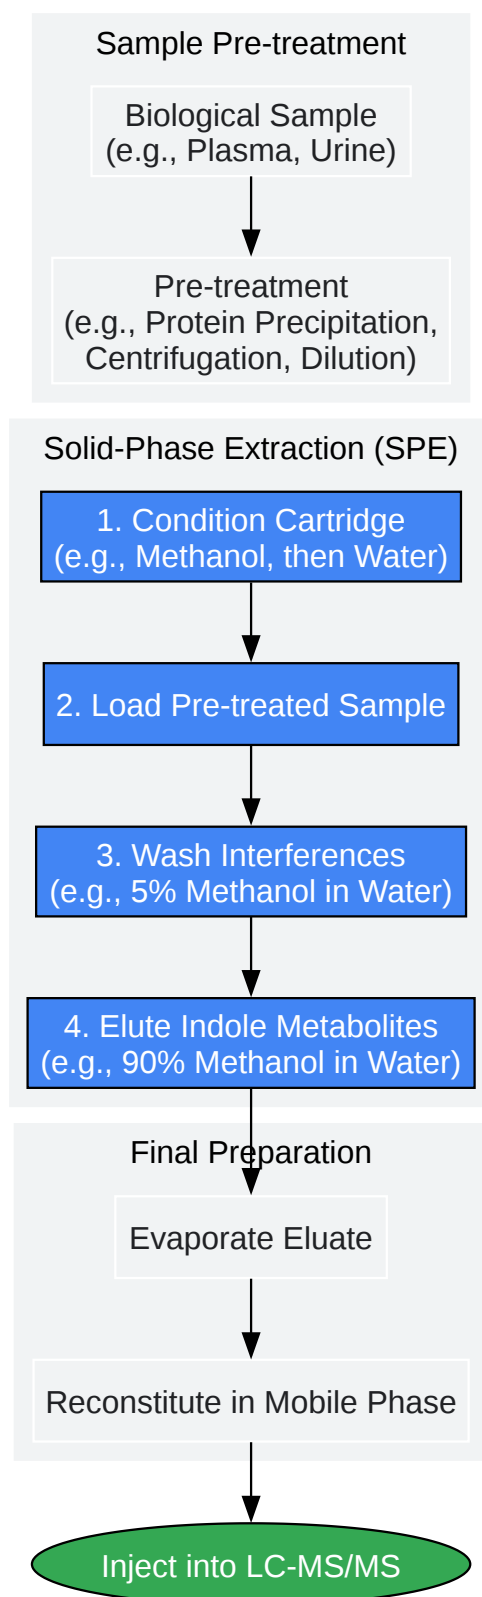 Sample Pre-treatment
Biological Sample
(e.g., Plasma, Urine)
Pre-treatment
(e.g., Protein Precipitation,
Centrifugation, Dilution)
Solid-Phase Extraction (SPE)
1. Condition Cartridge
(e.g., Methanol, then Water)
2. Load Pre-treated Sample
3. Wash Interferences
(e.g., 5% Methanol in Water)
4. Elute Indole Metabolites
(e.g., 90% Methanol in Water)
Final Preparation
Evaporate Eluate
Reconstitute in Mobile Phase
Inject into LC-MS/MS